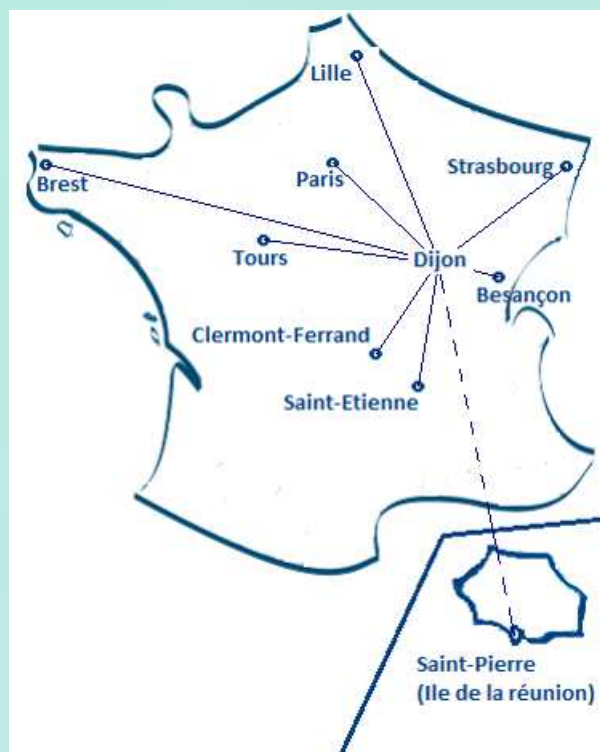 Lille
Paris
Strasbourg
Brest
Tours
Dijon
Besançon
Clermont-Ferrand
Saint-Etienne
Saint-Pierre
(Ile de la réunion)